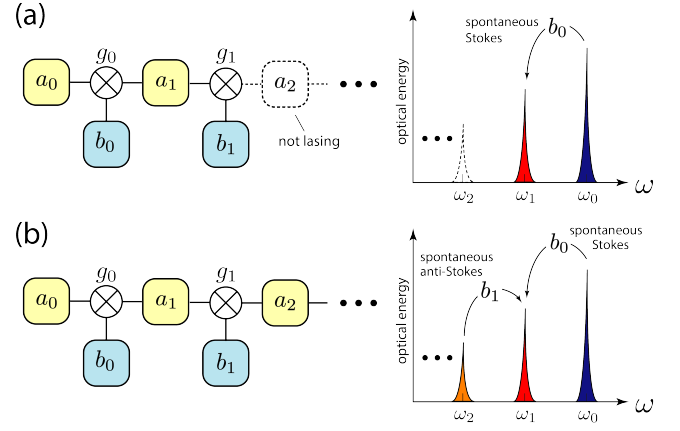 (a)
g₀ g₁
a₀ a₁ a₂
b₀ b₁
not lasing
spontaneous
Stokes
b₀
optical energy
ω₂ ω₁ ω₀ ω
(b)
g₀ g₁
a₀ a₁ a₂
b₀ b₁
spontaneous
Stokes
b₀
spontaneous
anti-Stokes
b₁
optical energy
ω₂ ω₁ ω₀ ω